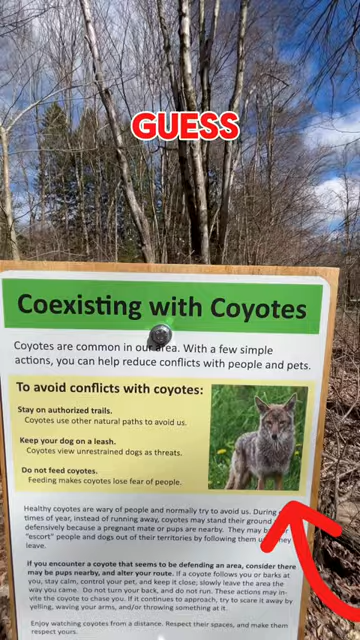 GUESS
Coexisting with Coyotes
Coyotes are common in our area. With a few simple
actions, you can help reduce conflicts with people and pets.
To avoid conflicts with coyotes:
Stay on authorized trails.
Coyotes use other natural paths to avoid us.
Keep your dog on a leash.
Coyotes view unrestrained dogs as threats.
Do not feed coyotes.
Feeding makes coyotes lose fear of people.
Healthy coyotes are wary of people and normally try to avoid us. During
times of year, instead of running away, coyotes may stand their ground
defensively because a pregnant mate or pups are nearby. They may
"escort" people and dogs out of their territories by following them they
leave.
If you encounter a coyote that seems to be defending an area, consider there
may be pups nearby, and alter your route. If a coyote follows you or barks at
you, stay calm, control your pet, and keep it close; slowly leave the area
the way you came. Do not turn your back, and do not run. These actions may in-
vite the coyote to chase you. If it continues to approach, try to scare it away by
yelling, waving your arms, and/or throwing something at it.
Enjoy watching coyotes from a distance. Respect their spaces, and make them
respect yours.